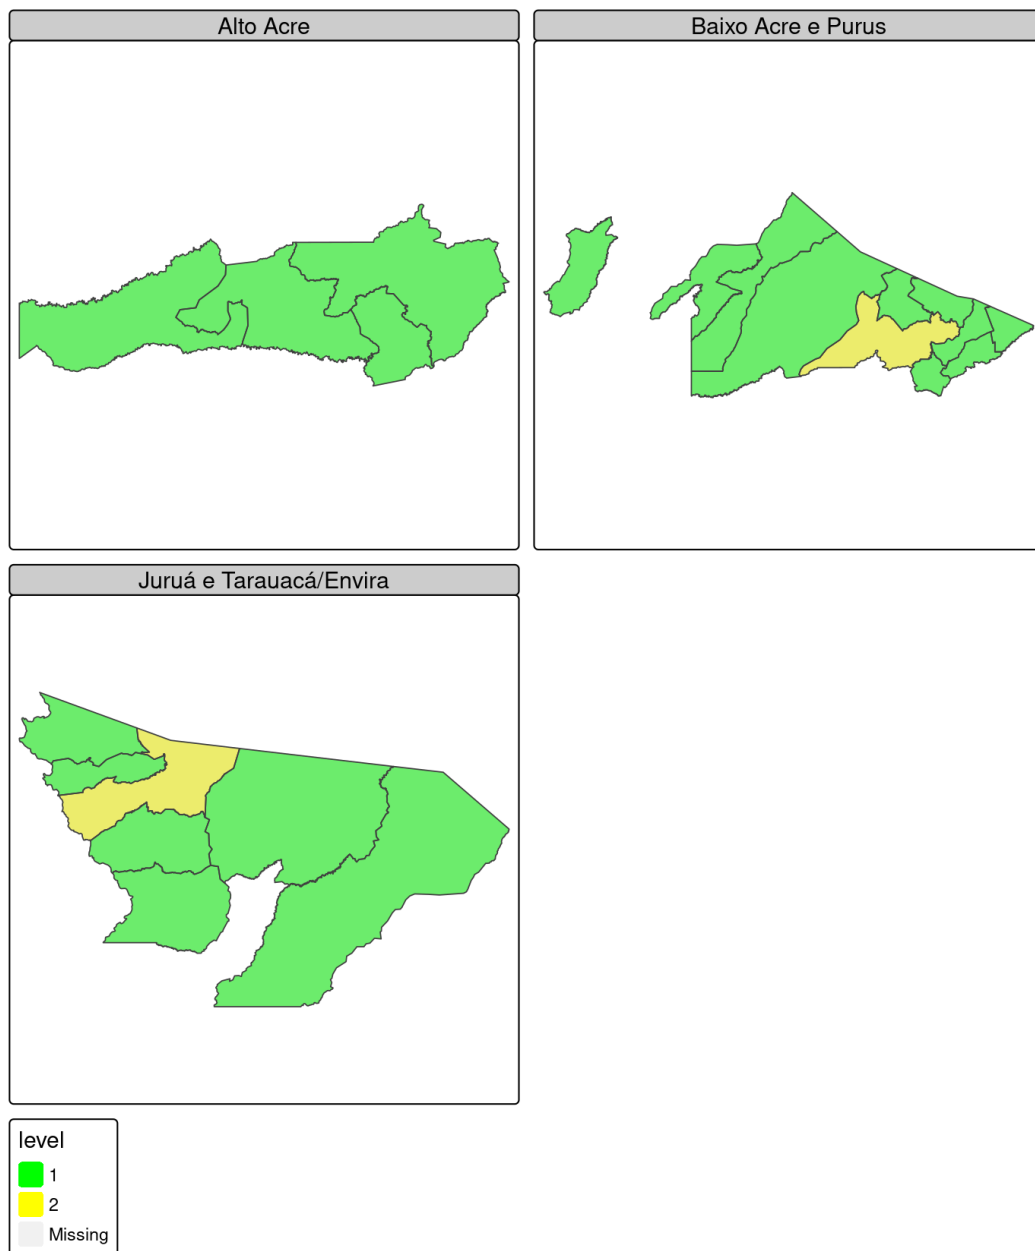 Alto Acre
Baixo Acre e Purus
Juruá e Tarauacá/Envira
level
1
2
Missing